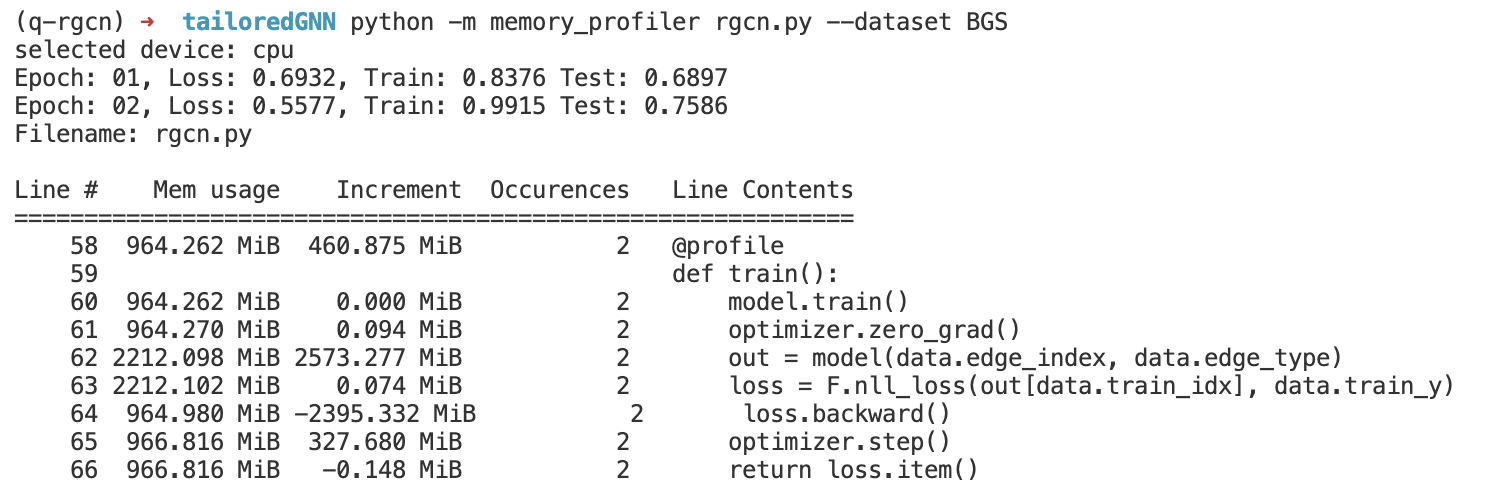 (q-rgcn) ➜  tailoredGNN python -m memory_profiler rgcn.py --dataset BGS
selected device: cpu
Epoch: 01, Loss: 0.6932, Train: 0.8376 Test: 0.6897
Epoch: 02, Loss: 0.5577, Train: 0.9915 Test: 0.7586
Filename: rgcn.py

Line #    Mem usage    Increment  Occurences   Line Contents
============================================================
    58  964.262 MiB  460.875 MiB           2   @profile
    59                                         def train():
    60  964.262 MiB    0.000 MiB           2       model.train()
    61  964.270 MiB    0.094 MiB           2       optimizer.zero_grad()
    62 2212.098 MiB 2573.277 MiB           2       out = model(data.edge_index, data.edge_type)
    63 2212.102 MiB    0.074 MiB           2       loss = F.nll_loss(out[data.train_idx], data.train_y)
    64  964.980 MiB -2395.332 MiB           2       loss.backward()
    65  966.816 MiB  327.680 MiB           2       optimizer.step()
    66  966.816 MiB   -0.148 MiB           2       return loss.item()